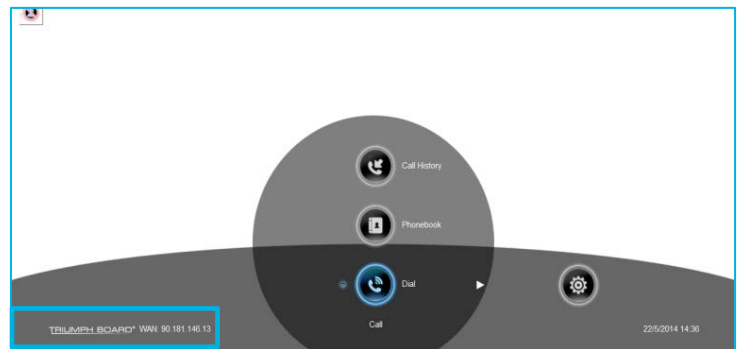 Call History
Phonebook
Dial
Call
TRIUMPH BOARD® WAN: 90.181.146.13
22/5/2014 14:36